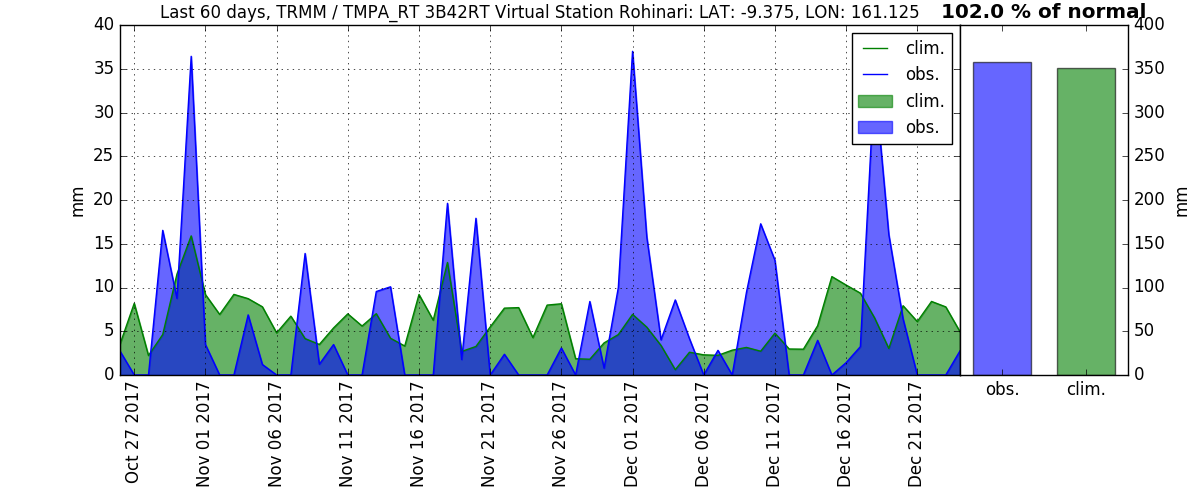 Last 60 days, TRMM / TMPA_RT 3B42RT Virtual Station Rohinari: LAT: -9.375, LON: 161.125
102.0 % of normal
40
35
30
25
20
15
10
5
0
mm
clim.
obs.
clim.
obs.
400
350
300
250
200
150
100
50
0
mm
obs. clim.
Oct 27 2017
Nov 01 2017
Nov 06 2017
Nov 11 2017
Nov 16 2017
Nov 21 2017
Nov 26 2017
Dec 01 2017
Dec 06 2017
Dec 11 2017
Dec 16 2017
Dec 21 2017